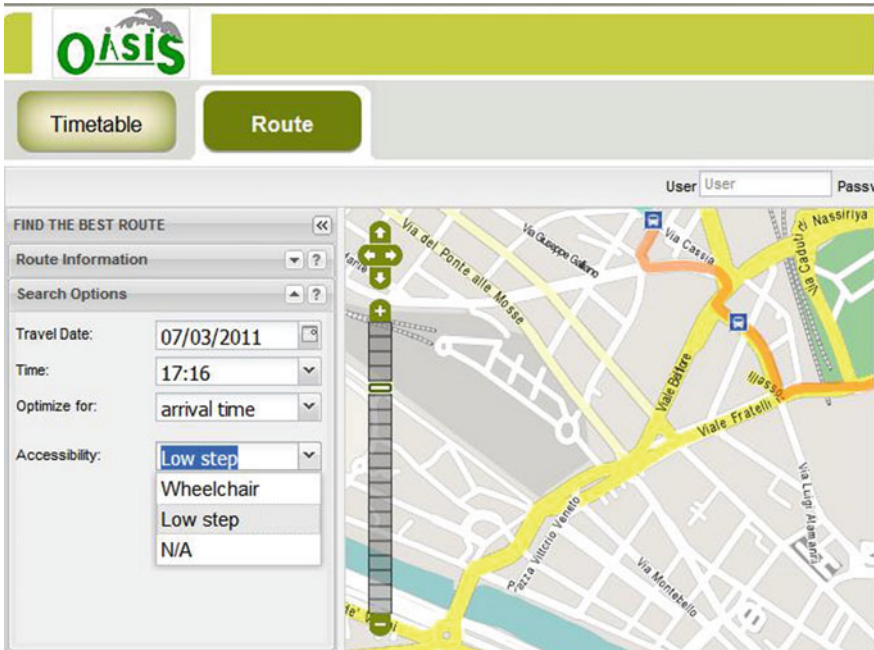 OASIS
Timetable
Route
User User Passw
FIND THE BEST ROUTE
Route Information ?
Search Options ?
Travel Date: 07/03/2011
Time: 17:16
Optimize for: arrival time
Accessibility: Low step
Wheelchair
Low step
N/A
Via del Ponte alle Mosse
Via Giuseppe Galliano
Via Cassia
Nassiriya
Via Caduti
Viale Belfiore
Viale Fratelli
Rosselli
Via Luigi Alamanni
Piazza Vittorio Veneto
Via Montebello